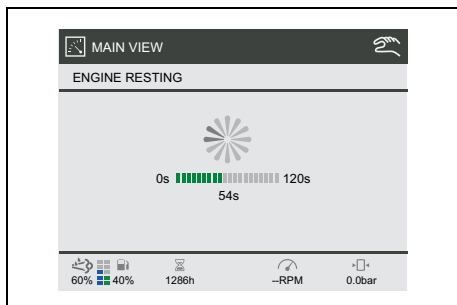 MAIN VIEW
ENGINE RESTING
0s 120s
54s
60% 40% 1286h --RPM 0.0bar